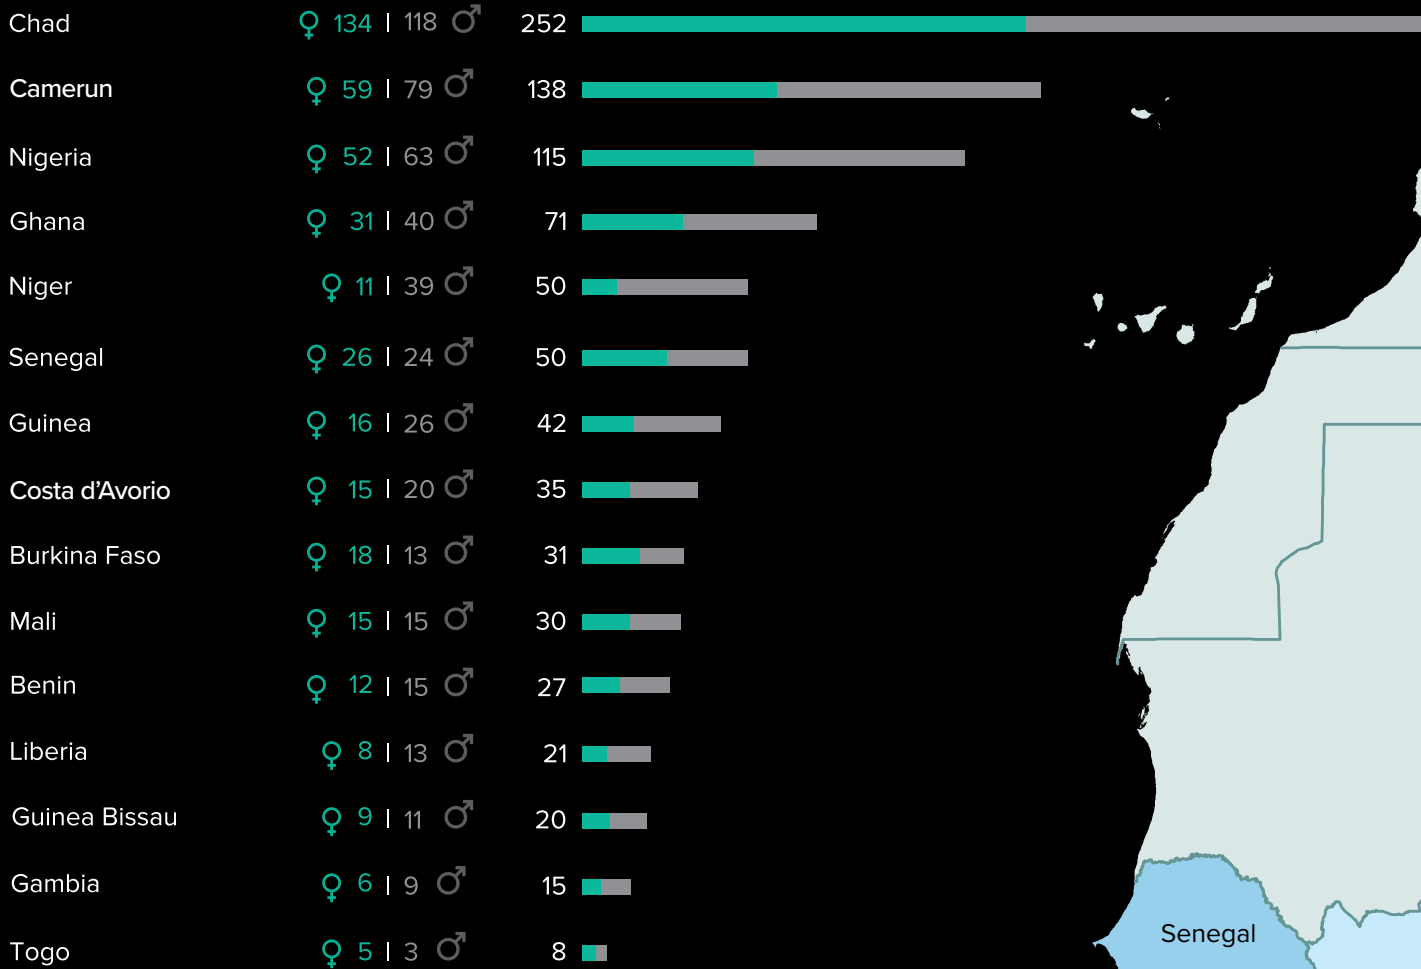 Chad ♀ 134 | 118 ♂ 252
Camerun ♀ 59 | 79 ♂ 138
Nigeria ♀ 52 | 63 ♂ 115
Ghana ♀ 31 | 40 ♂ 71
Niger ♀ 11 | 39 ♂ 50
Senegal ♀ 26 | 24 ♂ 50
Guinea ♀ 16 | 26 ♂ 42
Costa d’Avorio ♀ 15 | 20 ♂ 35
Burkina Faso ♀ 18 | 13 ♂ 31
Mali ♀ 15 | 15 ♂ 30
Benin ♀ 12 | 15 ♂ 27
Liberia ♀ 8 | 13 ♂ 21
Guinea Bissau ♀ 9 | 11 ♂ 20
Gambia ♀ 6 | 9 ♂ 15
Togo ♀ 5 | 3 ♂ 8
Senegal